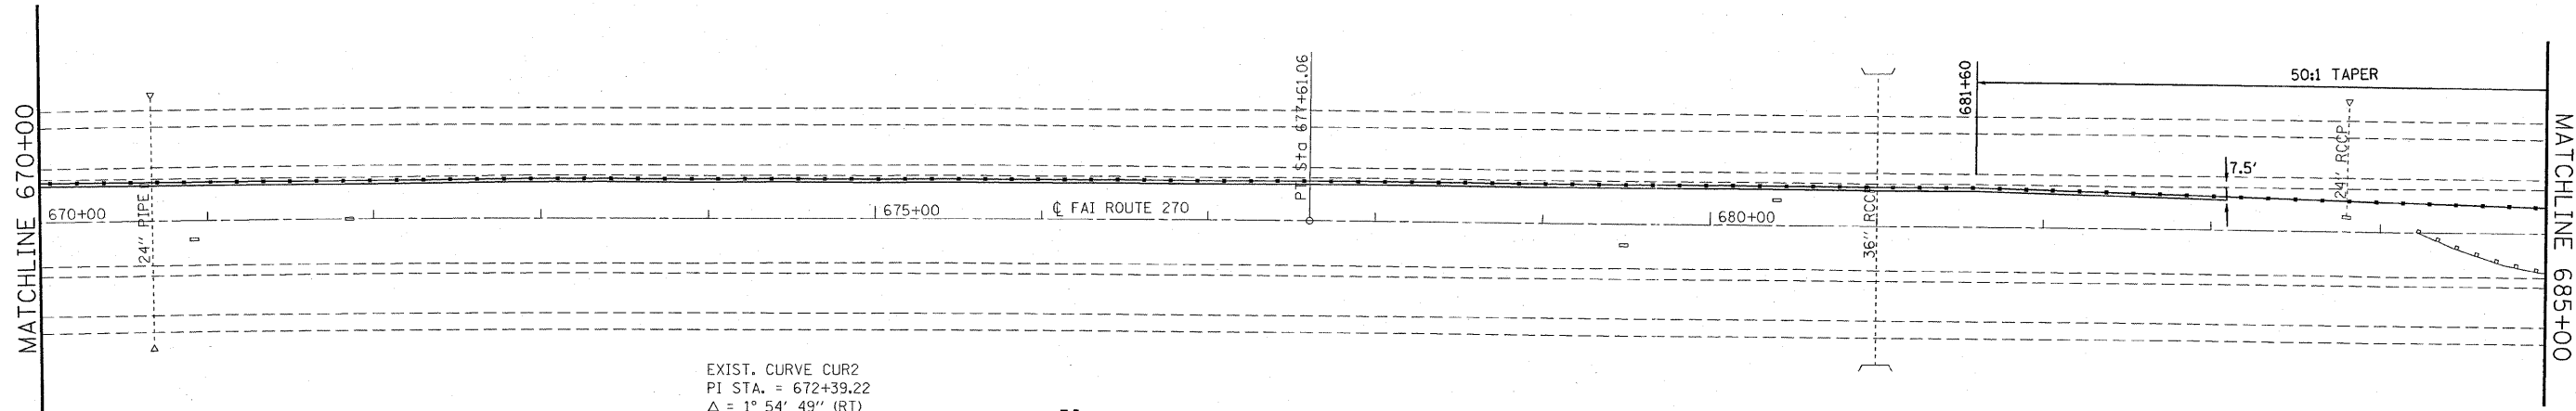 MATCHLINE 670+00
670+00
24" PIPE
675+00
℄ FAI ROUTE 270
PI Sta 677+61.06
680+00
36" RCCP
681+60
50:1 TAPER
7.5'
24" RCCP
MATCHLINE 685+00
EXIST. CURVE CUR2
PI STA. = 672+39.22
Δ = 1° 54' 49" (RT)